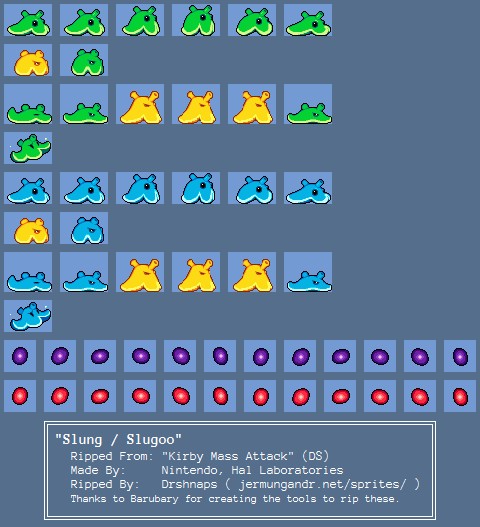 "Slung / Slugoo"
Ripped From: "Kirby Mass Attack" (DS)
Made By: Nintendo, Hal Laboratories
Ripped By: Drshnaps ( jermungandr.net/sprites/ )
Thanks to Barubary for creating the tools to rip these.